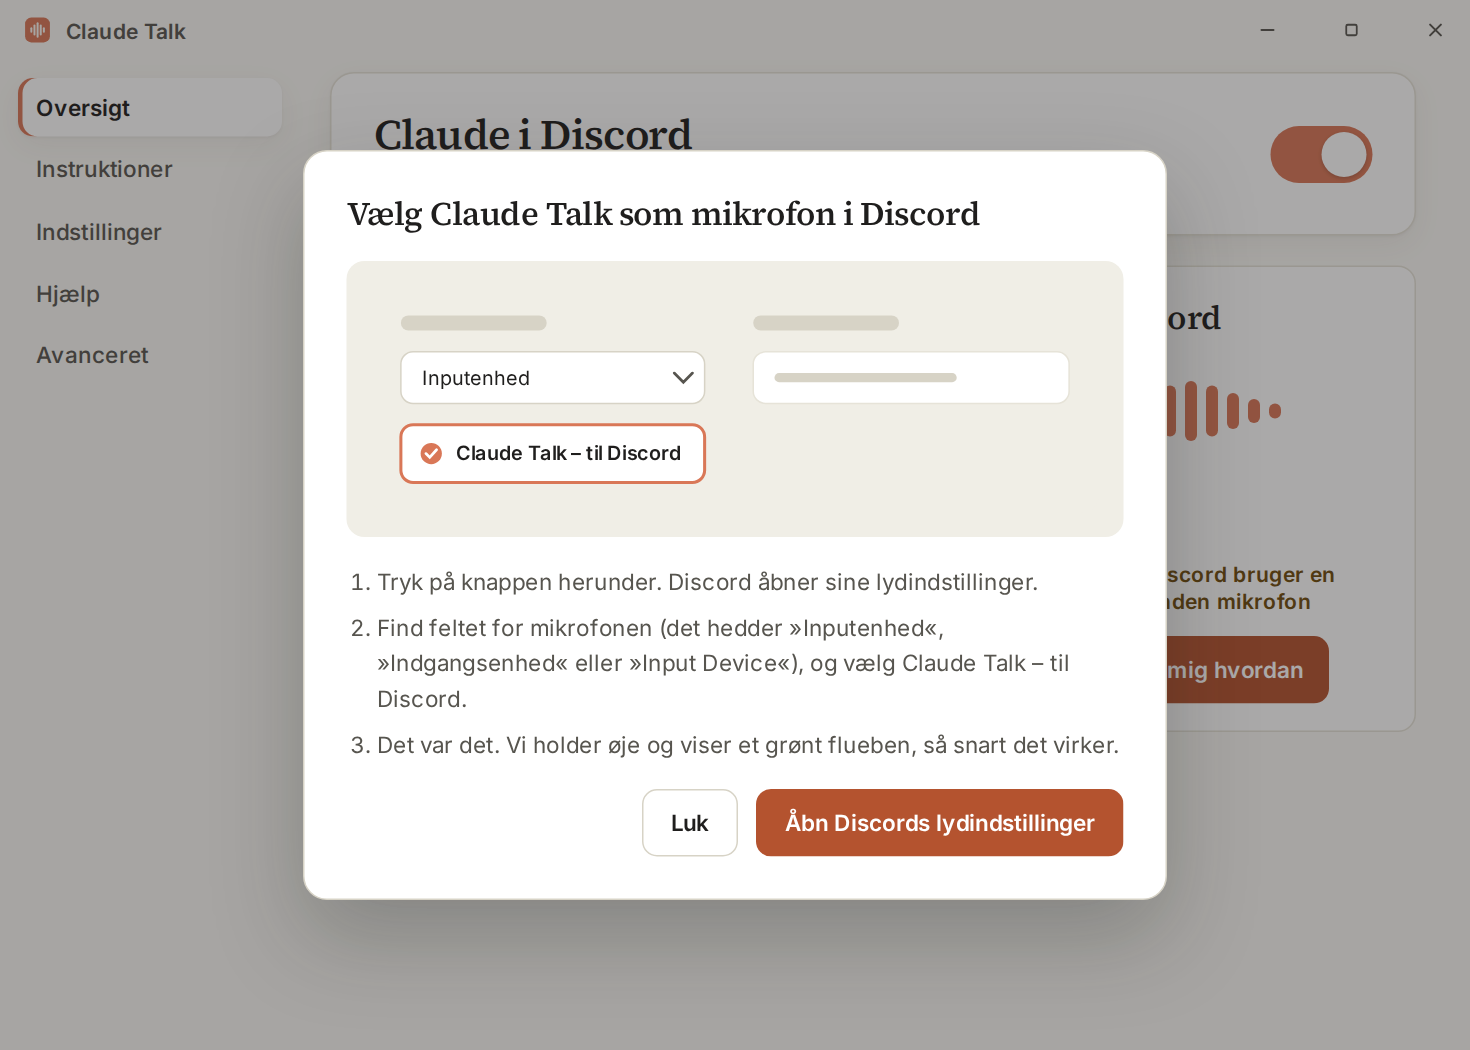 Claude Talk
Oversigt
Instruktioner
Indstillinger
Hjælp
Avanceret
Claude i Discord
Vælg Claude Talk som mikrofon i Discord
Inputenhed
Claude Talk – til Discord
1. Tryk på knappen herunder. Discord åbner sine lydindstillinger.
2. Find feltet for mikrofonen (det hedder »Inputenhed«,
»Indgangsenhed« eller »Input Device«), og vælg Claude Talk – til
Discord.
3. Det var det. Vi holder øje og viser et grønt flueben, så snart det virker.
Luk
Åbn Discords lydindstillinger
ord
scord bruger en
nden mikrofon
mig hvordan